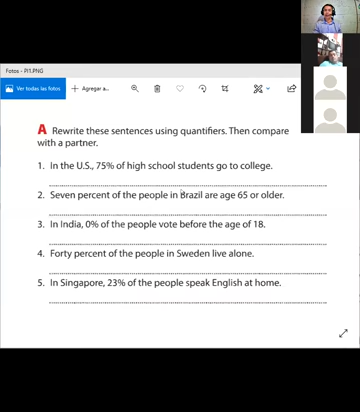 Fotos - PI1.PNG
Ver todas las fotos
Agregar a...
A Rewrite these sentences using quantifiers. Then compare
with a partner.
1. In the U.S., 75% of high school students go to college.
2. Seven percent of the people in Brazil are age 65 or older.
3. In India, 0% of the people vote before the age of 18.
4. Forty percent of the people in Sweden live alone.
5. In Singapore, 23% of the people speak English at home.